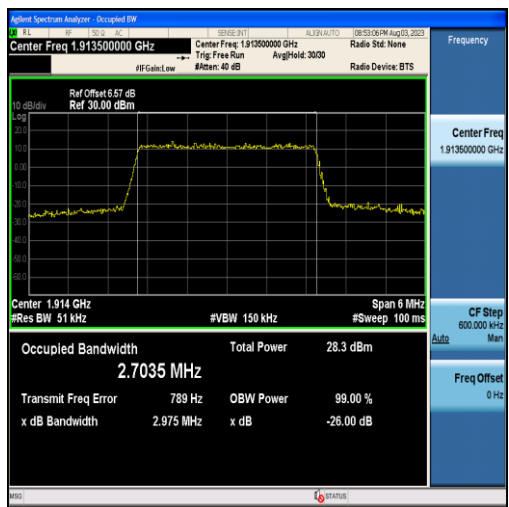 Agilent Spectrum Analyzer - Occupied BW
RL RF 50 Ω AC SENSE:INT ALIGN AUTO 08:53:06 PM Aug 03, 2023
Center Freq 1.913500000 GHz
Center Freq: 1.913500000 GHz
Radio Std: None
Trig: Free Run Avg|Hold: 30/30
#IFGain:Low #Atten: 40 dB Radio Device: BTS
Frequency
Ref Offset 6.57 dB
10 dB/div Ref 30.00 dBm
Log
20.0
10.0
0.00
-10.0
-20.0
-30.0
-40.0
-50.0
-60.0
Center Freq
1.913500000 GHz
Center 1.914 GHz Span 6 MHz
#Res BW 51 kHz #VBW 150 kHz #Sweep 100 ms
CF Step
600.000 kHz
Auto Man
Occupied Bandwidth Total Power 28.3 dBm
2.7035 MHz
Transmit Freq Error 789 Hz OBW Power 99.00 %
x dB Bandwidth 2.975 MHz x dB -26.00 dB
Freq Offset
0 Hz
MSG STATUS